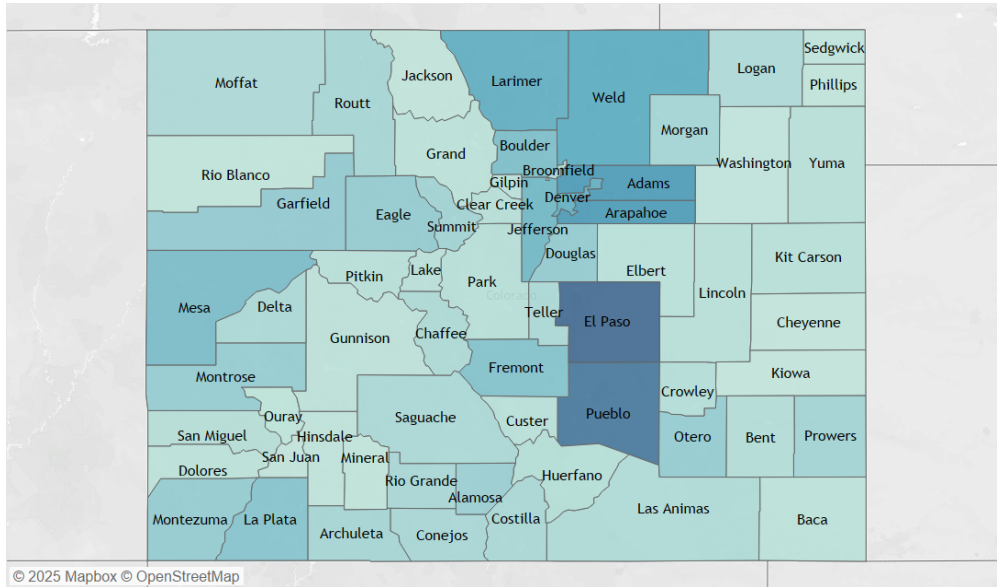 Sedgwick
Moffat
Jackson
Larimer
Logan
Phillips
Routt
Weld
Morgan
Boulder
Grand
Washington
Yuma
Rio Blanco
Broomfield
Gilpin
Adams
Garfield
Eagle
Clear Creek
Denver
Summit
Arapahoe
Jefferson
Douglas
Kit Carson
Pitkin
Lake
Elbert
Park
Lincoln
Colorado
Mesa
Delta
Teller
El Paso
Cheyenne
Gunnison
Chaffee
Fremont
Kiowa
Montrose
Crowley
Pueblo
Ouray
Saguache
Custer
San Miguel
Hinsdale
Otero
Bent
Prowers
San Juan
Mineral
Dolores
Huerfano
Rio Grande
Alamosa
Las Animas
Montezuma
La Plata
Costilla
Baca
Archuleta
Conejos
© 2025 Mapbox © OpenStreetMap